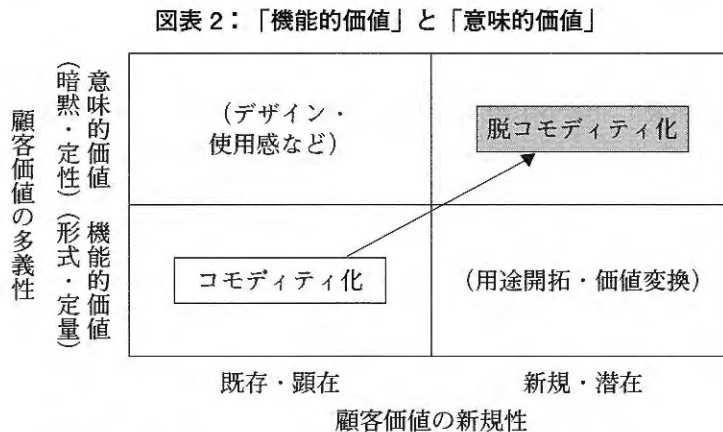 図表2：「機能的価値」と「意味的価値」
顧客価値の多義性
意味的価値
（暗黙・定性）
機能的価値
（形式・定量）
（デザイン・
使用感など）
脱コモディティ化
コモディティ化
（用途開拓・価値変換）
既存・顕在
新規・潜在
顧客価値の新規性